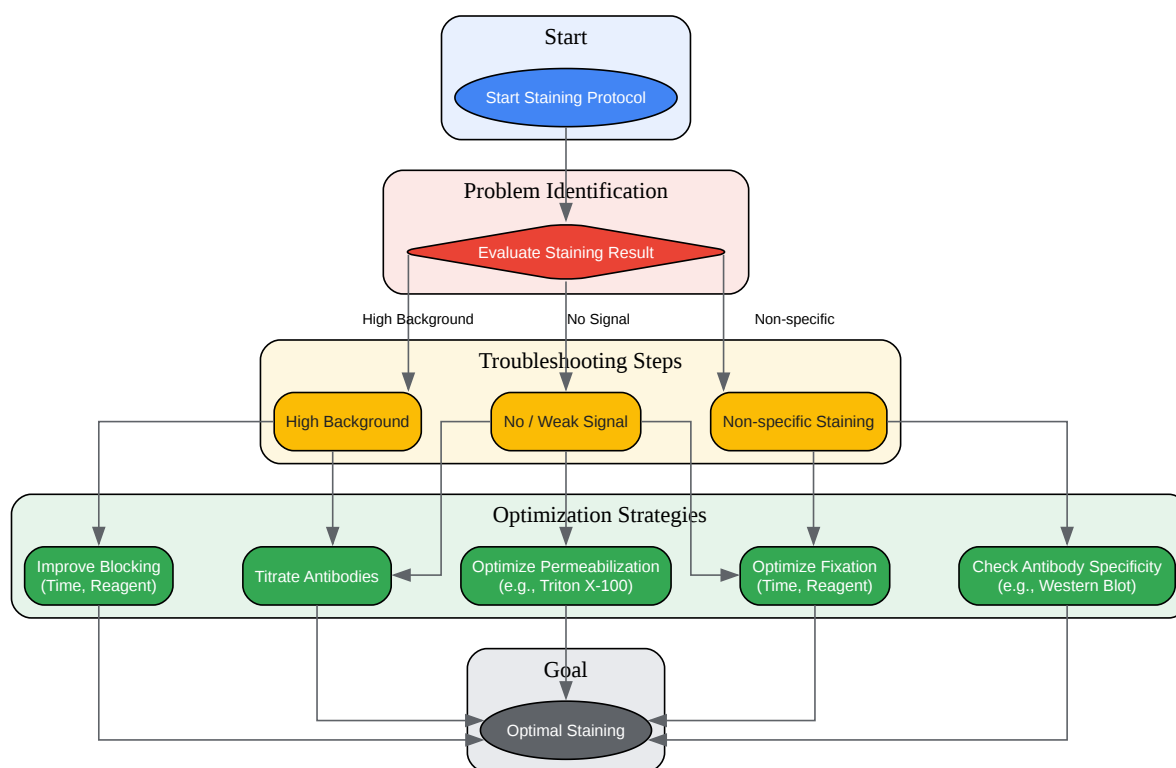 Start
Start Staining Protocol
Problem Identification
Evaluate Staining Result
High Background
No Signal
Non-specific
Troubleshooting Steps
High Background
No / Weak Signal
Non-specific Staining
Optimization Strategies
Improve Blocking
(Time, Reagent)
Titrate Antibodies
Optimize Permeabilization
(e.g., Triton X-100)
Optimize Fixation
(Time, Reagent)
Check Antibody Specificity
(e.g., Western Blot)
Goal
Optimal Staining